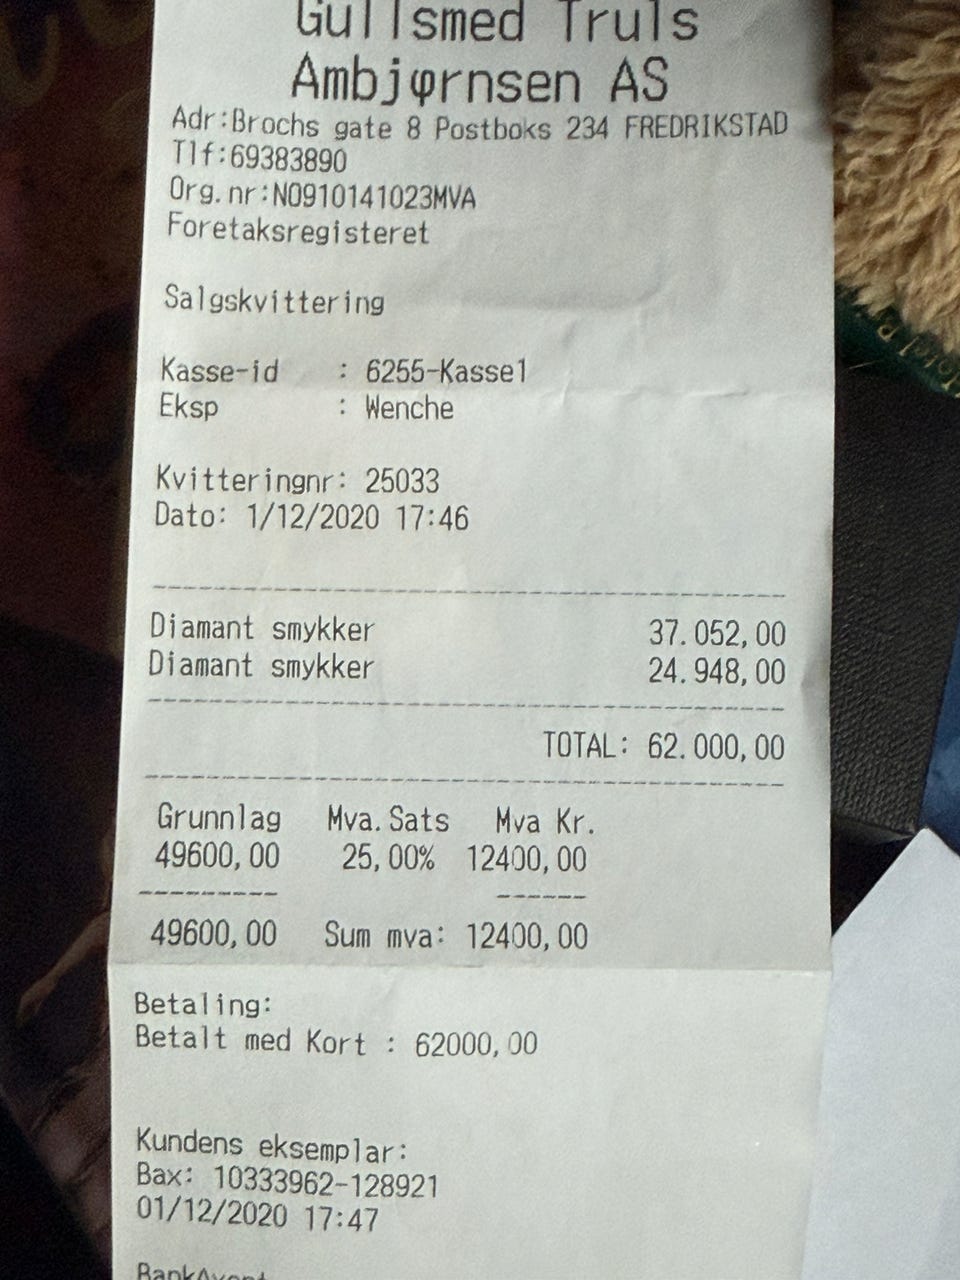 Gullsmed Truls
Ambjørnsen AS
Adr:Brochs gate 8 Postboks 234 FREDRIKSTAD
Tlf:69383890
Org.nr:NO910141023MVA
Foretaksregisteret
Salgskvittering
Kasse-id : 6255-Kasse1
Eksp : Wenche
Kvitteringnr: 25033
Dato: 1/12/2020 17:46
Diamant smykker 37.052,00
Diamant smykker 24.948,00
TOTAL: 62.000,00
Grunnlag Mva.Sats Mva Kr.
49600,00 25,00% 12400,00
49600,00 Sum mva: 12400,00
Betaling:
Betalt med Kort : 62000,00
Kundens eksemplar:
Bax: 10333962-128921
01/12/2020 17:47
BankAxept